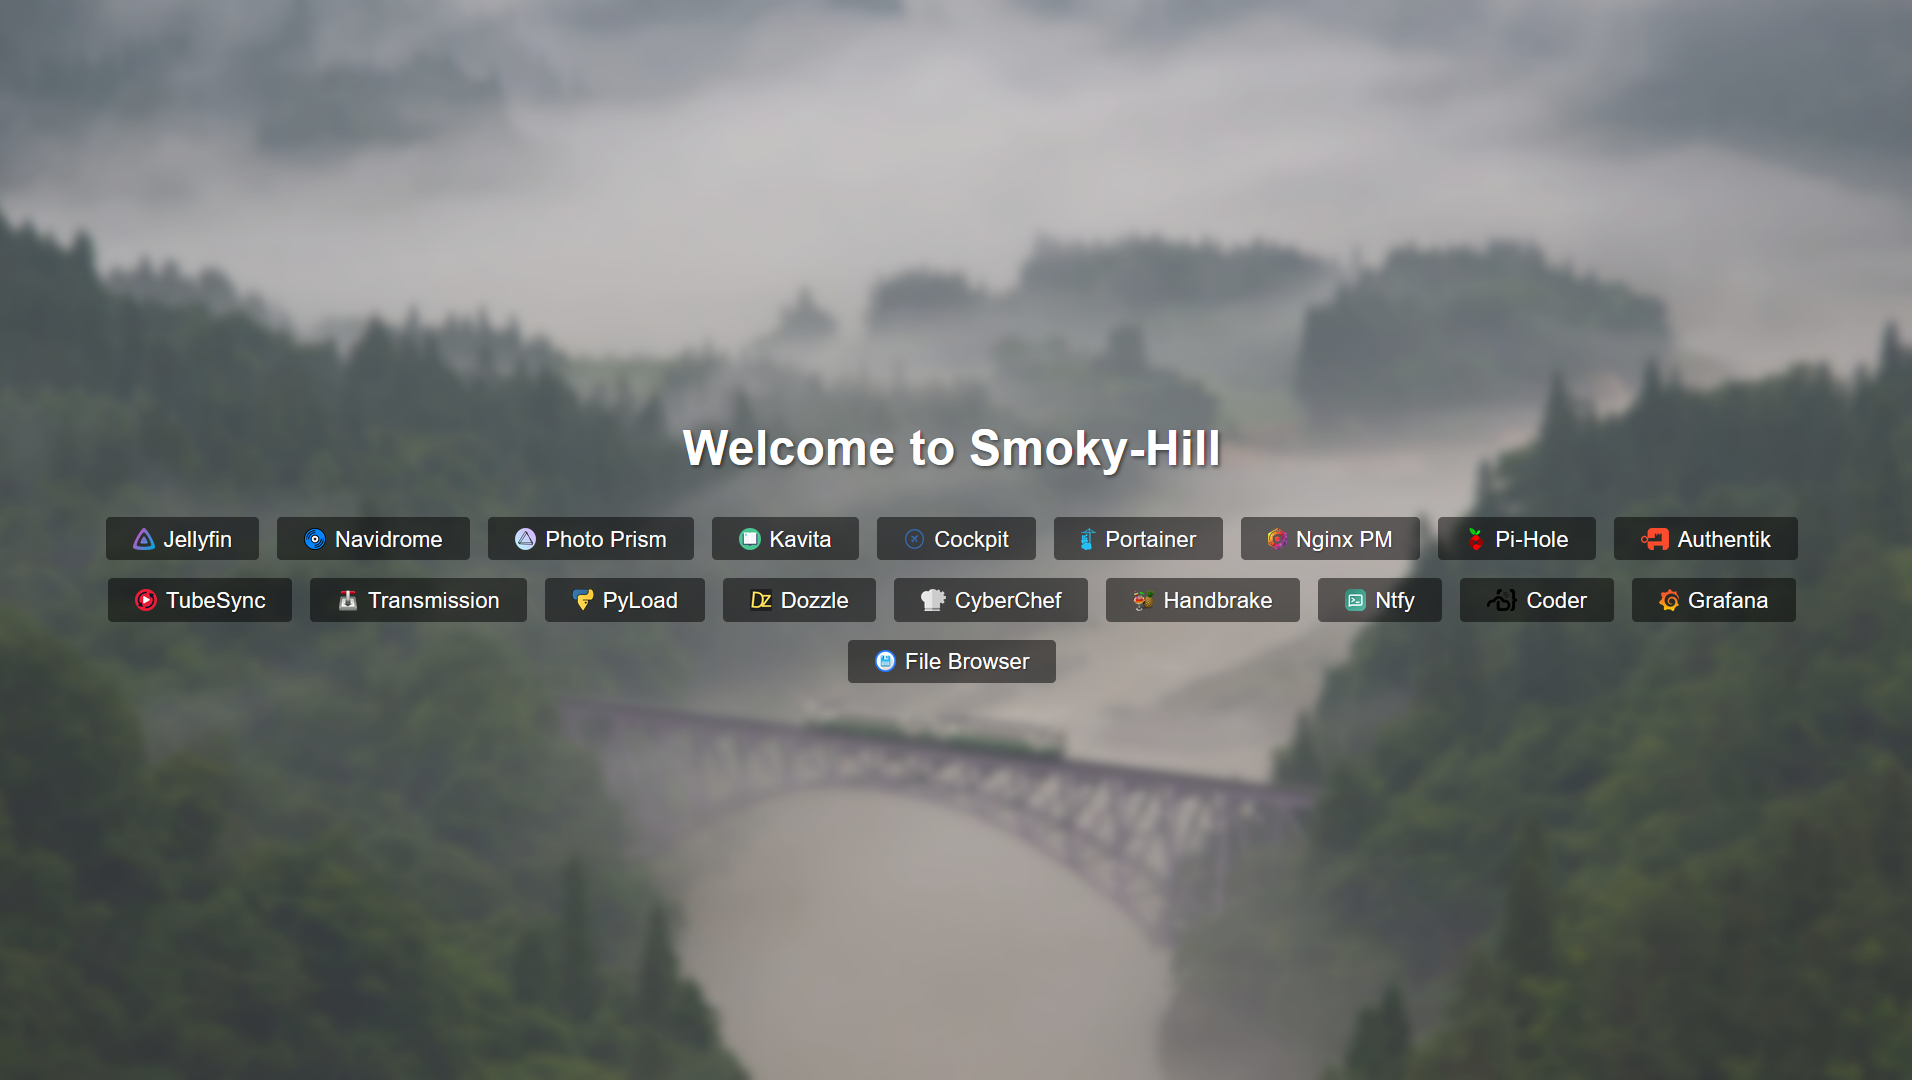 Welcome to Smoky-Hill
Jellyfin Navidrome Photo Prism Kavita Cockpit Portainer Nginx PM Pi-Hole Authentik
TubeSync Transmission PyLoad DZ Dozzle CyberChef Handbrake Ntfy Coder Grafana
File Browser